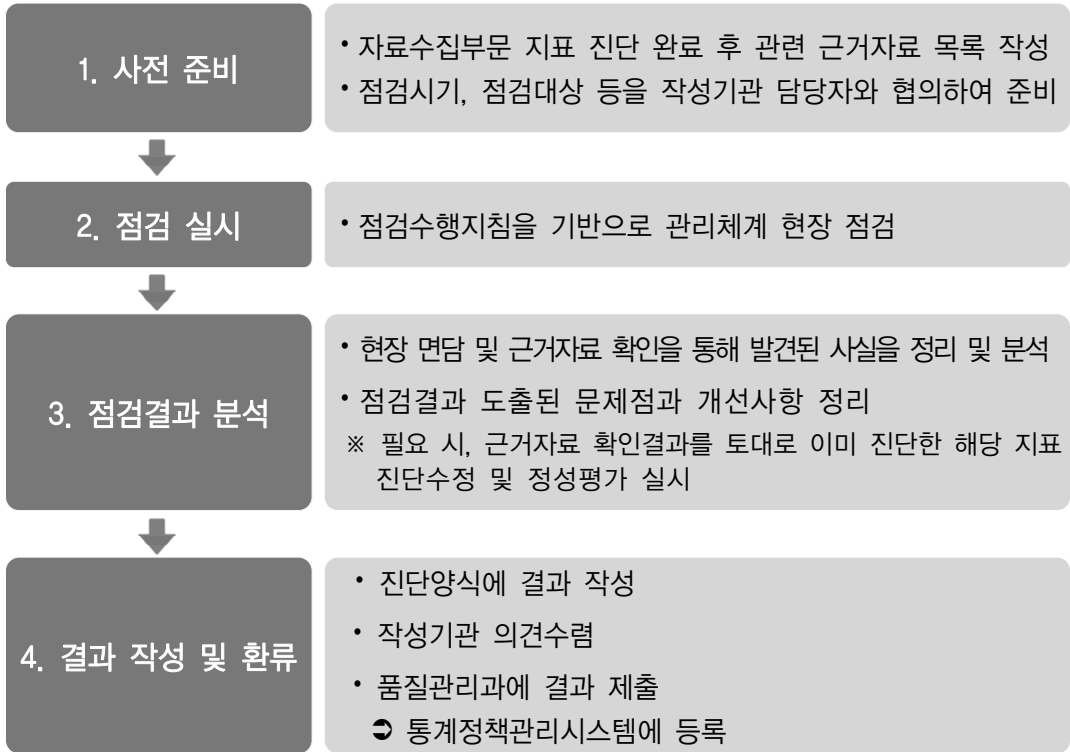 1. 사전 준비
• 자료수집부문 지표 진단 완료 후 관련 근거자료 목록 작성
• 점검시기, 점검대상 등을 작성기관 담당자와 협의하여 준비
2. 점검 실시
• 점검수행지침을 기반으로 관리체계 현장 점검
3. 점검결과 분석
• 현장 면담 및 근거자료 확인을 통해 발견된 사실을 정리 및 분석
• 점검결과 도출된 문제점과 개선사항 정리
※ 필요 시, 근거자료 확인결과를 토대로 이미 진단한 해당 지표
진단수정 및 정성평가 실시
4. 결과 작성 및 환류
• 진단양식에 결과 작성
• 작성기관 의견수렴
• 품질관리과에 결과 제출
➲ 통계정책관리시스템에 등록